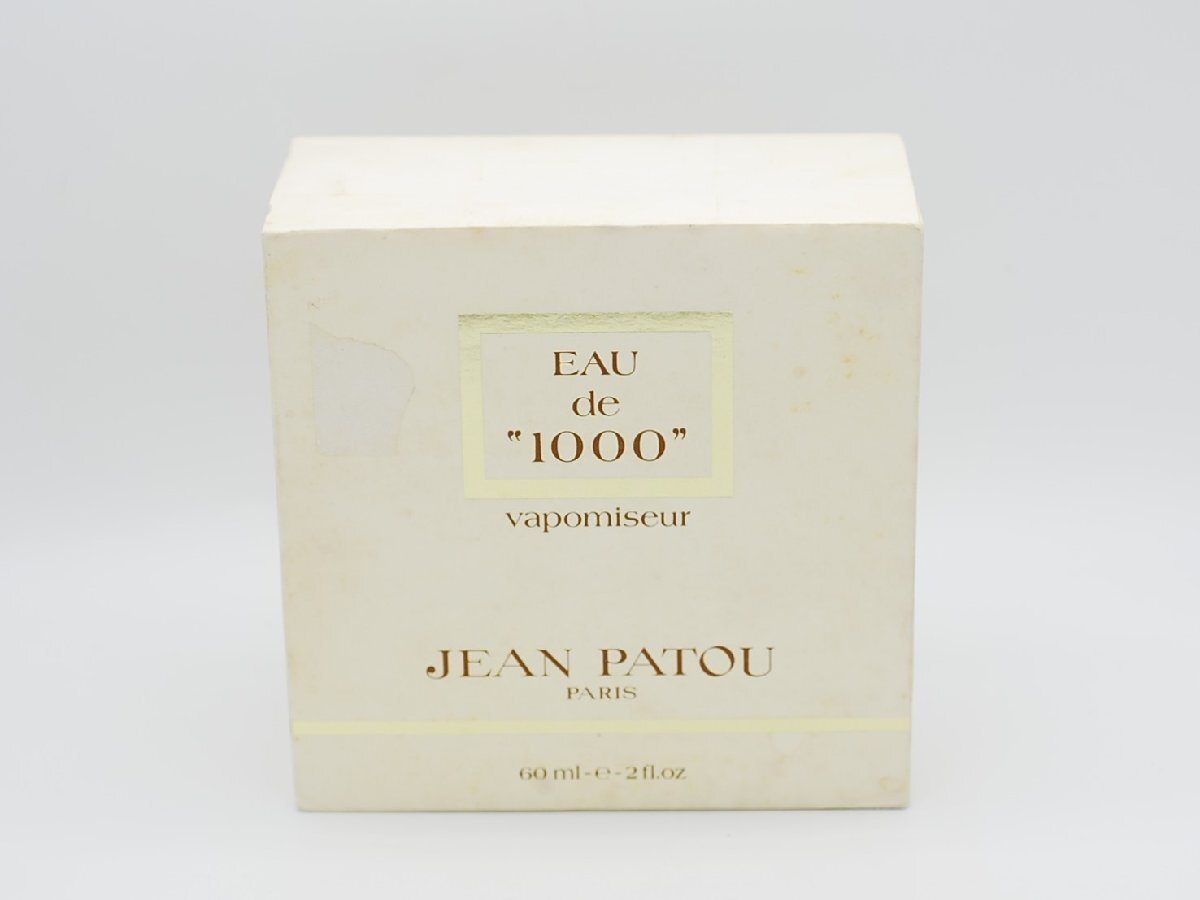 EAU
de
“1000”
vapomiseur
JEAN PATOU
PARIS
60 ml - e - 2 fl.oz